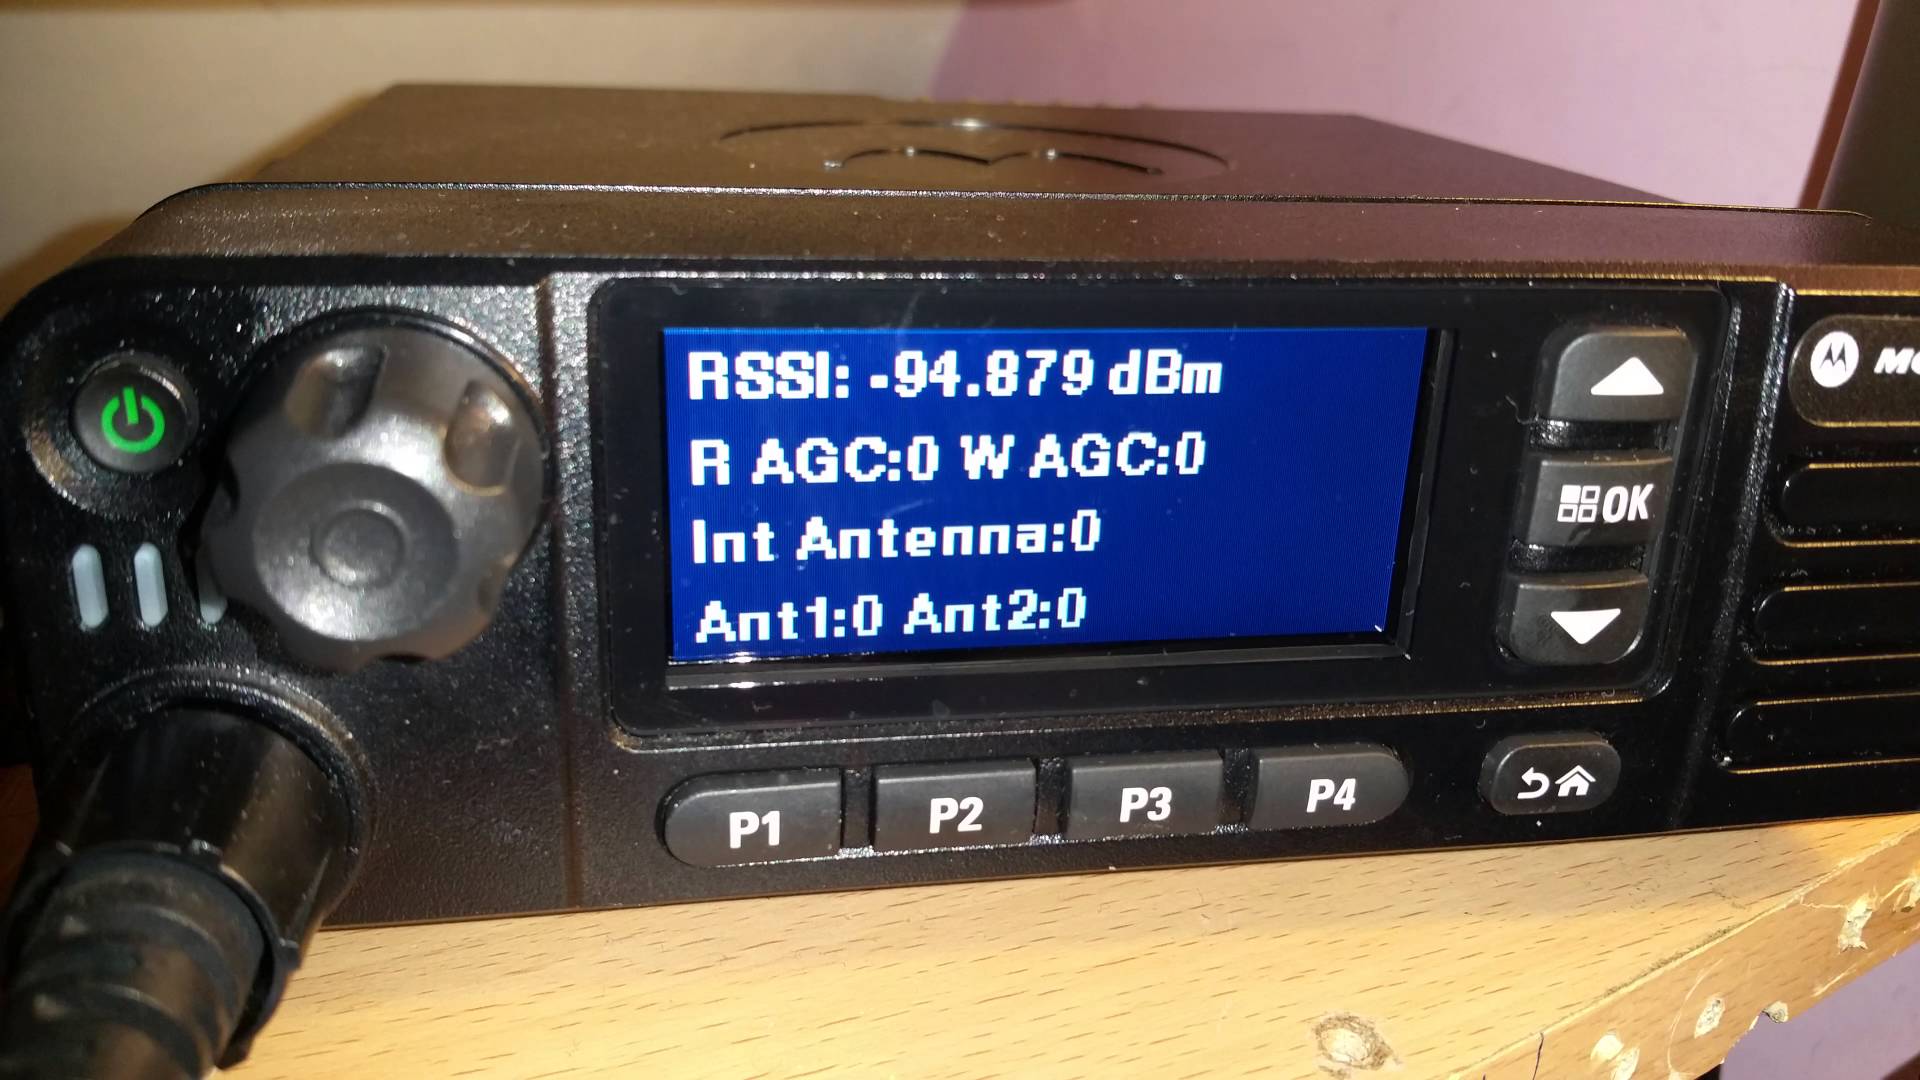 RSSI: -94.879 dBm
R AGC:0 W AGC:0
Int Antenna:0
Ant1:0 Ant2:0
OK
P1 P2 P3 P4